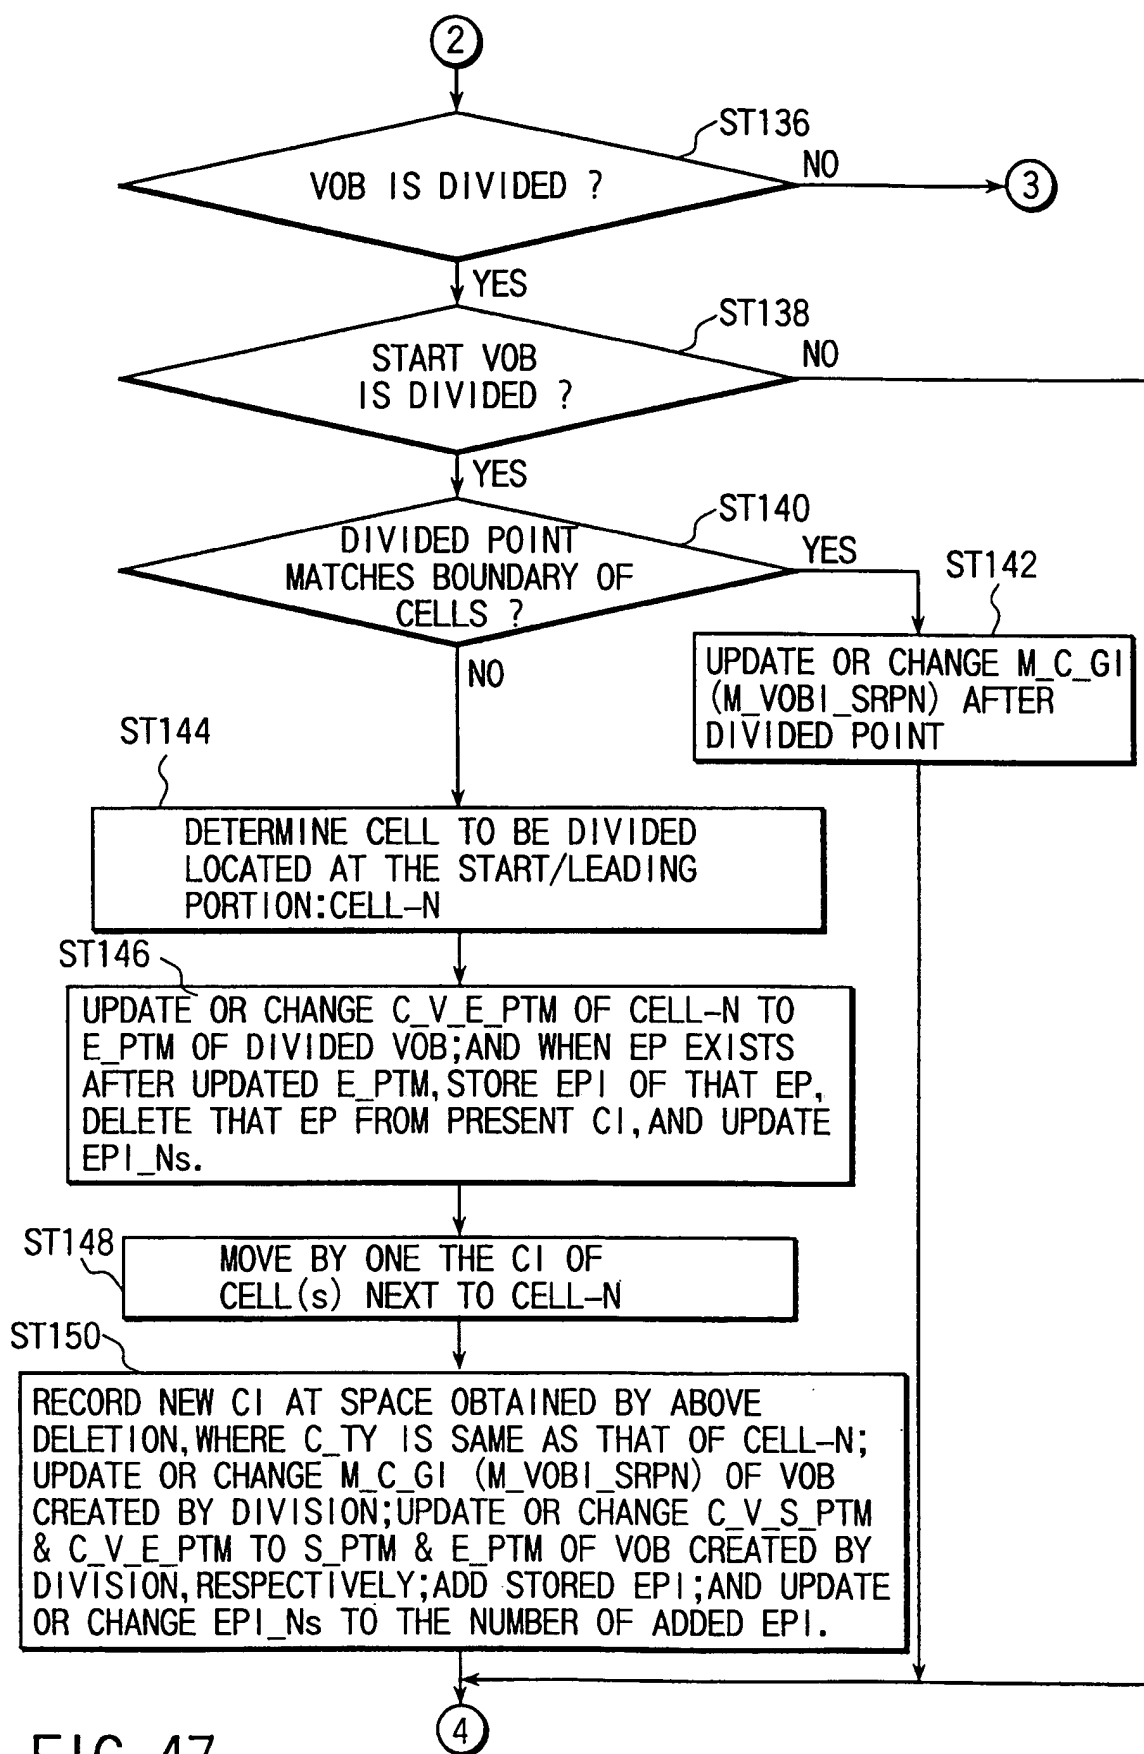 2
ST136
VOB IS DIVIDED ?
NO
3
YES
ST138
START VOB
IS DIVIDED ?
NO
YES
ST140
DIVIDED POINT
MATCHES BOUNDARY OF
CELLS ?
YES
ST142
UPDATE OR CHANGE M_C_GI
(M_VOBI_SRPN) AFTER
DIVIDED POINT
NO
ST144
DETERMINE CELL TO BE DIVIDED
LOCATED AT THE START/LEADING
PORTION:CELL-N
ST146
UPDATE OR CHANGE C_V_E_PTM OF CELL-N TO
E_PTM OF DIVIDED VOB;AND WHEN EP EXISTS
AFTER UPDATED E_PTM,STORE EPI OF THAT EP,
DELETE THAT EP FROM PRESENT CI,AND UPDATE
EPI_Ns.
ST148
MOVE BY ONE THE CI OF
CELL(s) NEXT TO CELL-N
ST150
RECORD NEW CI AT SPACE OBTAINED BY ABOVE
DELETION,WHERE C_TY IS SAME AS THAT OF CELL-N;
UPDATE OR CHANGE M_C_GI (M_VOBI_SRPN) OF VOB
CREATED BY DIVISION;UPDATE OR CHANGE C_V_S_PTM
& C_V_E_PTM TO S_PTM & E_PTM OF VOB CREATED BY
DIVISION,RESPECTIVELY;ADD STORED EPI;AND UPDATE
OR CHANGE EPI_Ns TO THE NUMBER OF ADDED EPI.
4
FIG. 47